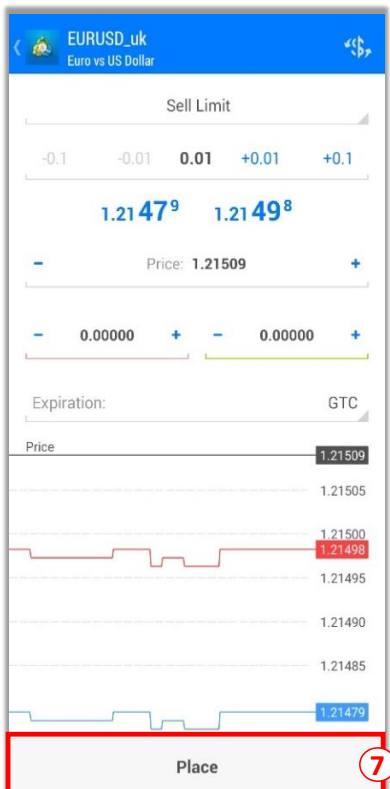 EURUSD_uk
Euro vs US Dollar
Sell Limit
-0.1 -0.01 0.01 +0.01 +0.1
1.21479 1.21498
- Price: 1.21509 +
- 0.00000 + - 0.00000 +
Expiration: GTC
Price
1.21509
1.21505
1.21500
1.21498
1.21495
1.21490
1.21485
1.21479
Place
7